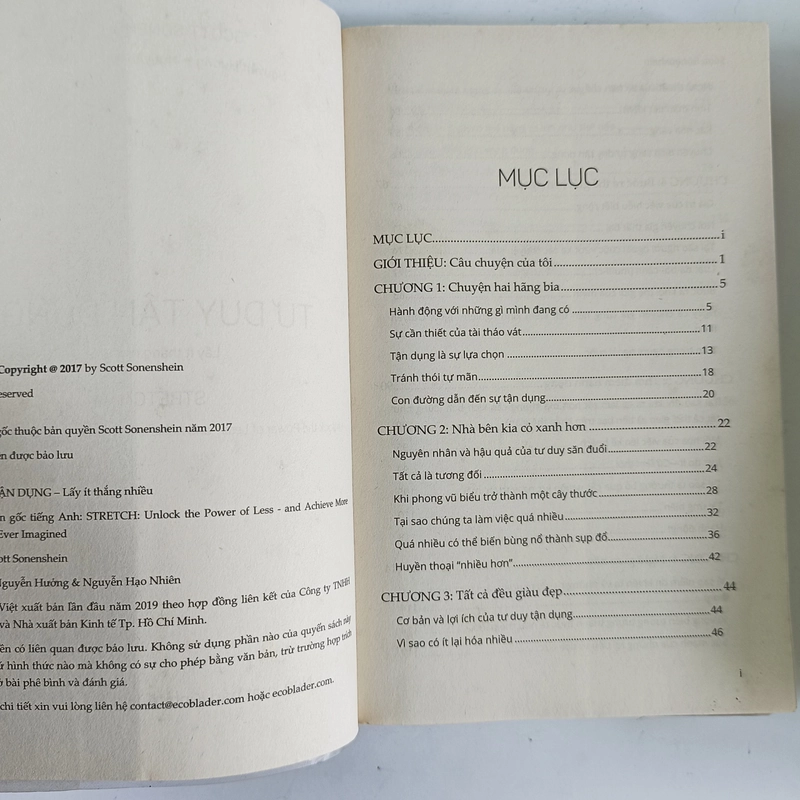 Copyright @ 2017 by Scott Sonenshein
eserved
gốc thuộc bản quyền Scott Sonenshein năm 2017
ền được bảo lưu
ẬN DỤNG – Lấy ít thắng nhiều
n gốc tiếng Anh: STRETCH: Unlock the Power of Less - and Achieve More
Ever Imagined
ott Sonenshein
Nguyễn Hưởng & Nguyễn Hạo Nhiên
Việt xuất bản lần đầu năm 2019 theo hợp đồng liên kết của Công ty TNHH
và Nhà xuất bản Kinh tế Tp. Hồ Chí Minh.
ền có liên quan được bảo lưu. Không sử dụng phần nào của quyển sách này
ứ hình thức nào mà không có sự cho phép bằng văn bản, trừ trường hợp trích
bài phê bình và đánh giá.
chi tiết xin vui lòng liên hệ contact@ecoblader.com hoặc ecoblader.com.
MỤC LỤC
MỤC LỤC i
GIỚI THIỆU: Câu chuyện của tôi 1
CHƯƠNG 1: Chuyện hai hãng bia 5
Hành động với những gì mình đang có 5
Sự cần thiết của tài tháo vát 11
Tận dụng là sự lựa chọn 13
Tránh thói tự mãn 18
Con đường dẫn đến sự tận dụng 20
CHƯƠNG 2: Nhà bên kia cỏ xanh hơn 22
Nguyên nhân và hậu quả của tư duy săn đuổi 22
Tất cả là tương đối 24
Khi phong vũ biểu trở thành một cây thước 28
Tại sao chúng ta làm việc quá nhiều 32
Quá nhiều có thể biến bùng nổ thành sụp đổ 36
Huyền thoại “nhiều hơn” 42
CHƯƠNG 3: Tất cả đều giàu đẹp 44
Cơ bản và lợi ích của tư duy tận dụng 44
Vì sao có ít lại hóa nhiều 46
i